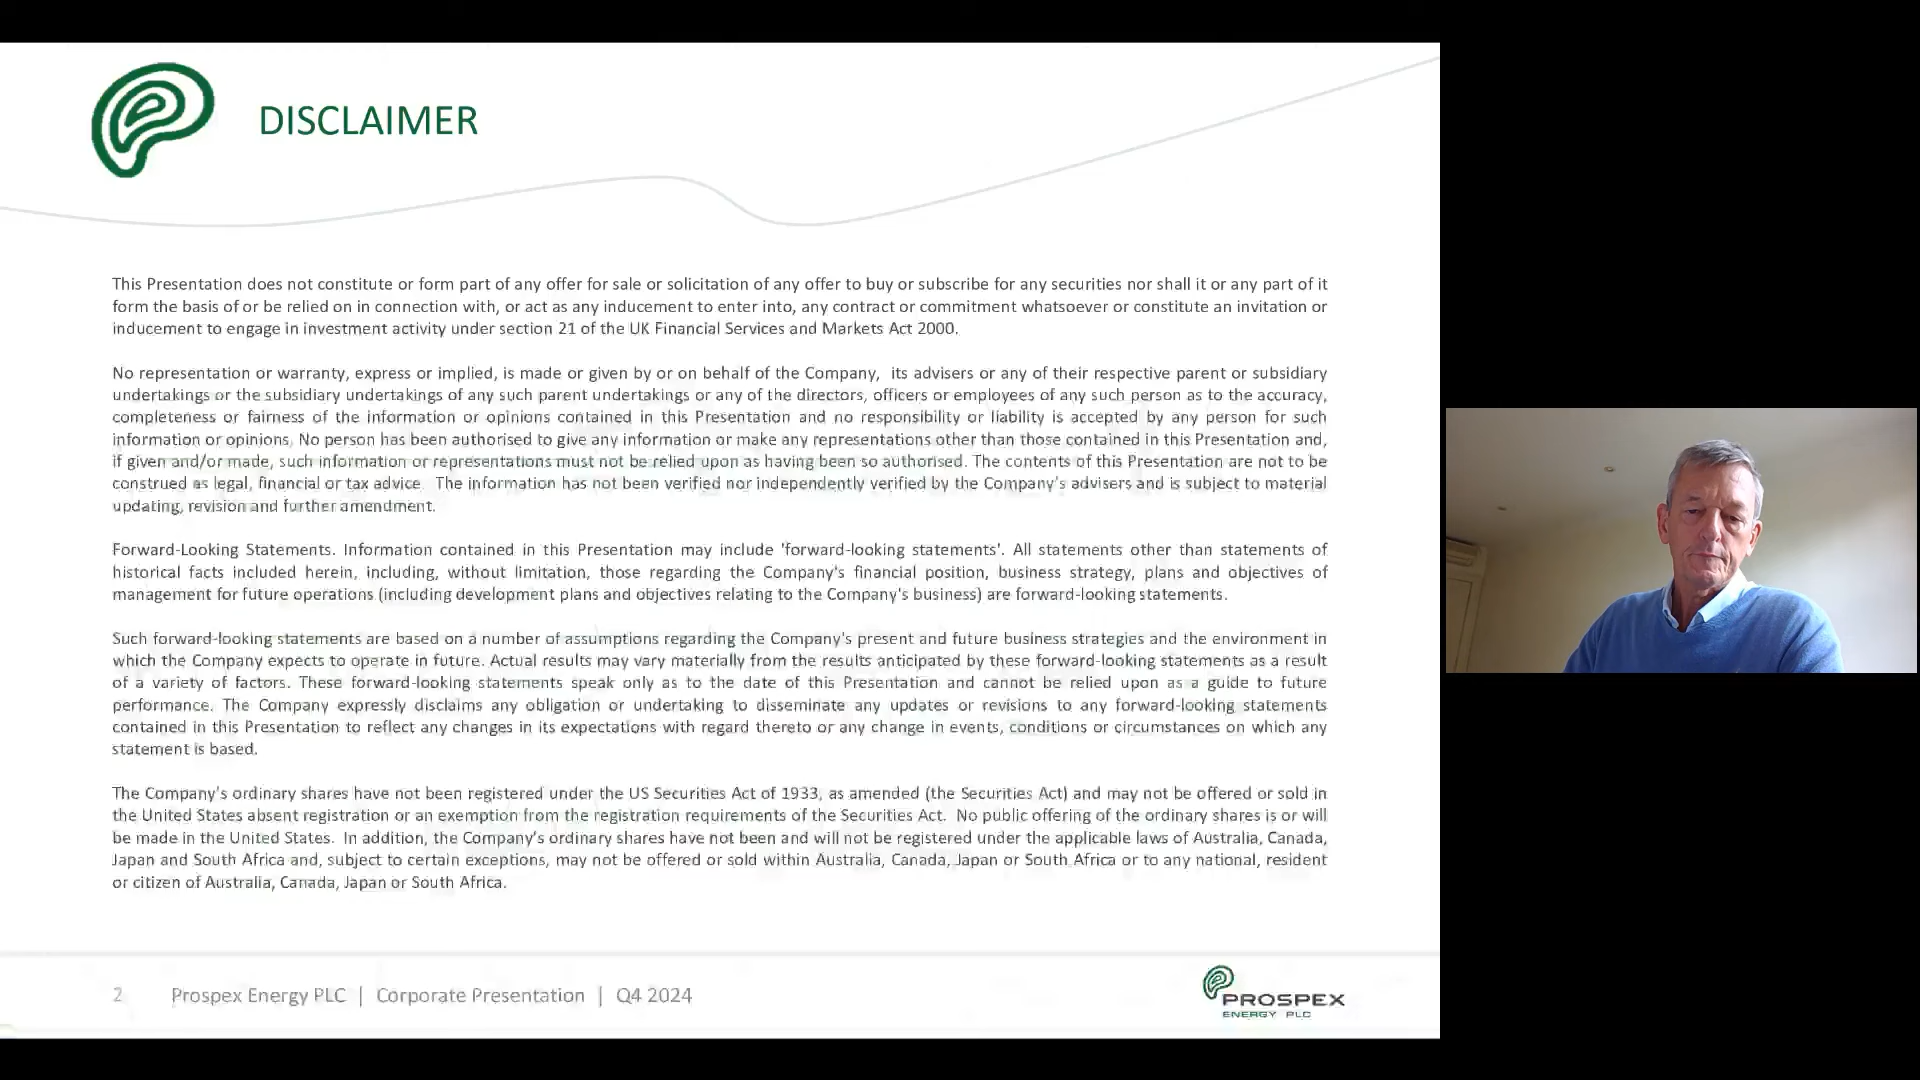 DISCLAIMER
This Presentation does not constitute or form part of any offer for sale or solicitation of any offer to buy or subscribe for any securities nor shall it or any part of it
form the basis of or be relied on in connection with, or act as any inducement to enter into, any contract or commitment whatsoever or constitute an invitation or
inducement to engage in investment activity under section 21 of the UK Financial Services and Markets Act 2000.
No representation or warranty, express or implied, is made or given by or on behalf of the Company, its advisers or any of their respective parent or subsidiary
undertakings or the subsidiary undertakings of any such parent undertakings or any of the directors, officers or employees of any such person as to the accuracy,
completeness or fairness of the information or opinions contained in this Presentation and no responsibility or liability is accepted by any person for such
information or opinions. No person has been authorised to give any information or make any representations other than those contained in this Presentation and,
if given and/or made, such information or representations must not be relied upon as having been so authorised. The contents of this Presentation are not to be
construed as legal, financial or tax advice. The information has not been verified nor independently verified by the Company's advisers and is subject to material
updating, revision and further amendment.
Forward-Looking Statements. Information contained in this Presentation may include 'forward-looking statements'. All statements other than statements of
historical facts included herein, including, without limitation, those regarding the Company's financial position, business strategy, plans and objectives of
management for future operations (including development plans and objectives relating to the Company's business) are forward-looking statements.
Such forward-looking statements are based on a number of assumptions regarding the Company's present and future business strategies and the environment in
which the Company expects to operate in future. Actual results may vary materially from the results anticipated by these forward-looking statements as a result
of a variety of factors. These forward-looking statements speak only as to the date of this Presentation and cannot be relied upon as a guide to future
performance. The Company expressly disclaims any obligation or undertaking to disseminate any updates or revisions to any forward-looking statements
contained in this Presentation to reflect any changes in its expectations with regard thereto or any change in events, conditions or circumstances on which any
statement is based.
The Company's ordinary shares have not been registered under the US Securities Act of 1933, as amended (the Securities Act) and may not be offered or sold in
the United States absent registration or an exemption from the registration requirements of the Securities Act. No public offering of the ordinary shares is or will
be made in the United States. In addition, the Company's ordinary shares have not been and will not be registered under the applicable laws of Australia, Canada,
Japan and South Africa and, subject to certain exceptions, may not be offered or sold within Australia, Canada, Japan or South Africa or to any national, resident
or citizen of Australia, Canada, Japan or South Africa.
2 Prospex Energy PLC | Corporate Presentation | Q4 2024
PROSPEX
ENERGY PLC